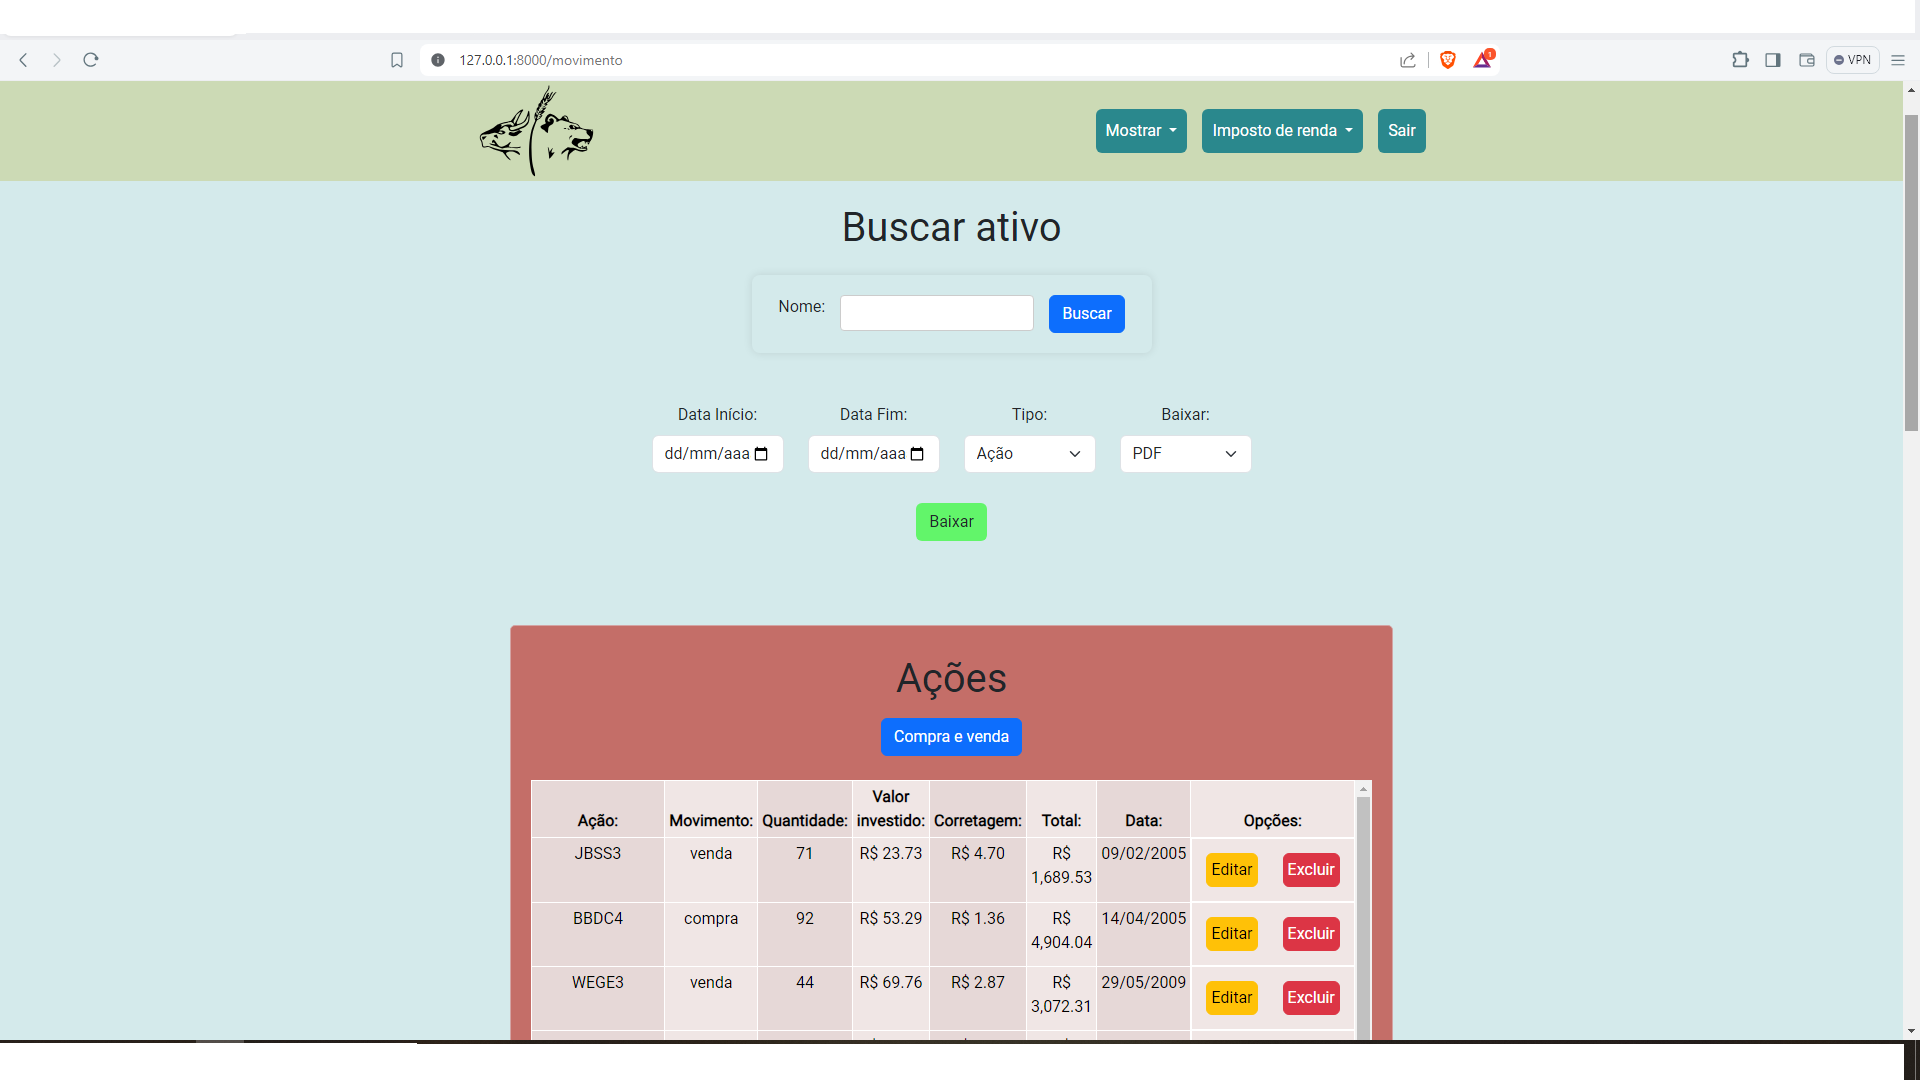 127.0.0.1:8000/movimento
1
VPN
Mostrar
Imposto de renda
Sair
Buscar ativo
Nome:
Buscar
Data Início:
Data Fim:
Tipo:
Baixar:
dd/mm/aaa
dd/mm/aaa
Ação
PDF
Baixar
Ações
Compra e venda
Ação: Movimento: Quantidade: Valor investido: Corretagem: Total: Data: Opções:
JBSS3 venda 71 R$ 23.73 R$ 4.70 R$ 1,689.53 09/02/2005 Editar Excluir
BBDC4 compra 92 R$ 53.29 R$ 1.36 R$ 4,904.04 14/04/2005 Editar Excluir
WEGE3 venda 44 R$ 69.76 R$ 2.87 R$ 3,072.31 29/05/2009 Editar Excluir